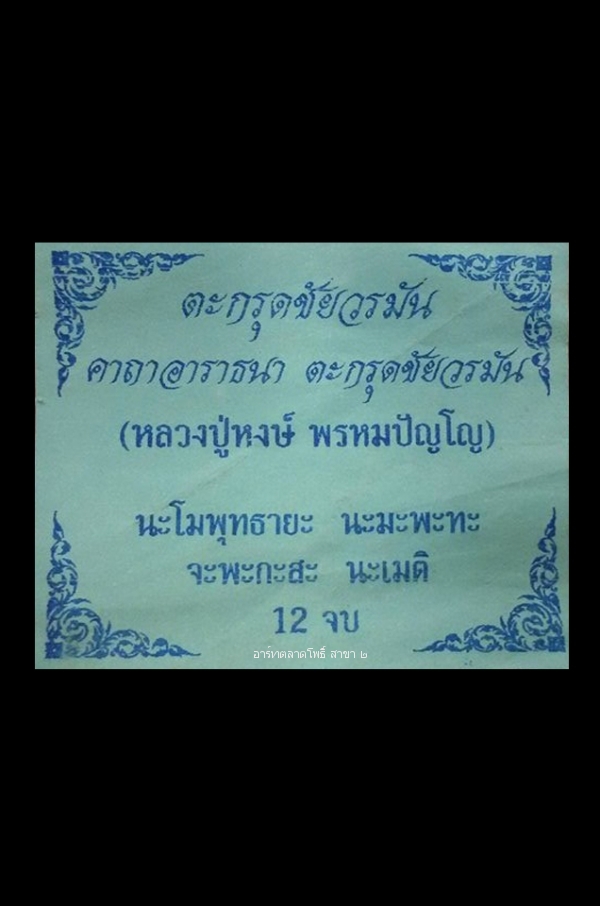 ตะกรุดชัยวรมัน
คาถาอาราธนา ตะกรุดชัยวรมัน
(หลวงปู่หงษ์ พรหมปัญโญ)
นะโมพุทธายะ นะมะพะทะ
จะพะกะสะ นะเมติ
12 จบ
อาร์ทตลาดโพธิ์ สาขา ๒